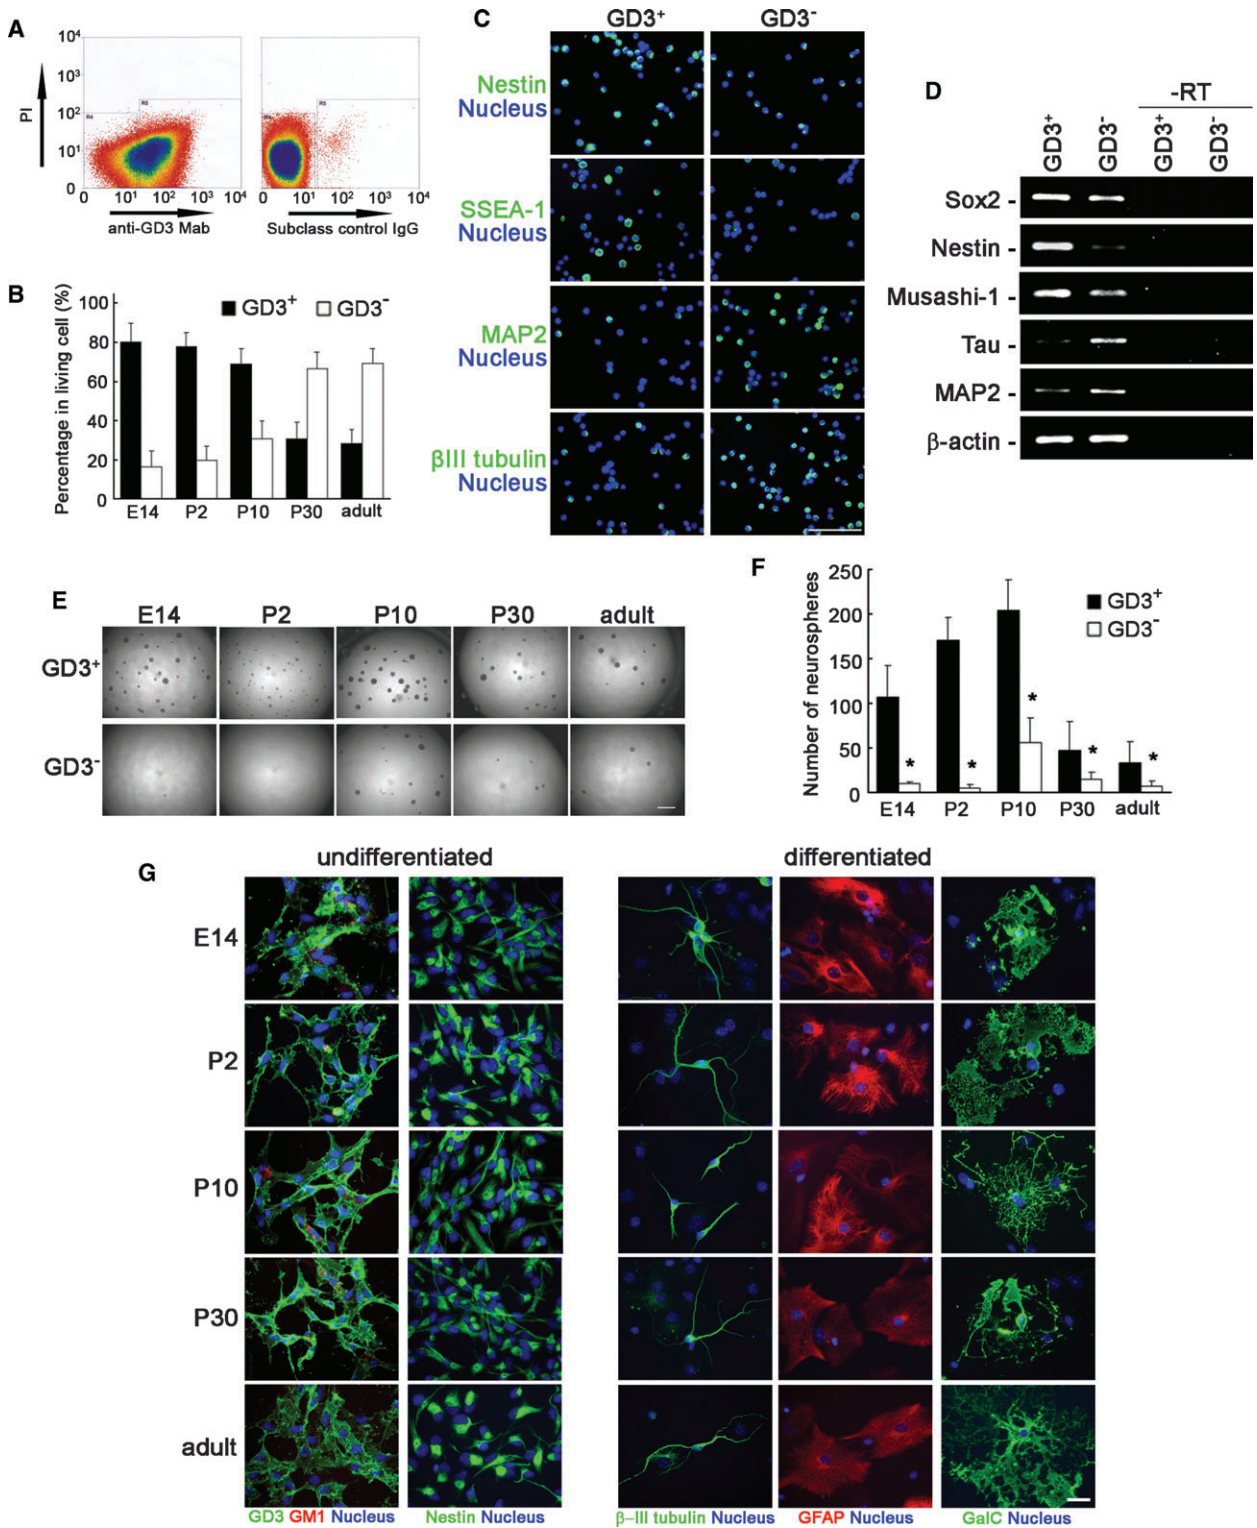 A
10⁴
10³
10²
10¹
0
PI
R5
R4
0 10¹ 10² 10³ 10⁴
anti-GD3 Mab
R5
0 10¹ 10² 10³ 10⁴
Subclass control IgG
B
Percentage in living cell (%)
100
80
60
40
20
0
GD3⁺ GD3⁻
E14 P2 P10 P30 adult
C
GD3⁺ GD3⁻
Nestin
Nucleus
SSEA-1
Nucleus
MAP2
Nucleus
βIII tubulin
Nucleus
D
-RT
GD3⁺ GD3⁻ GD3⁺ GD3⁻
Sox2 -
Nestin -
Musashi-1 -
Tau -
MAP2 -
β-actin -
E
E14 P2 P10 P30 adult
GD3⁺
GD3⁻
F
Number of neurospheres
250
200
150
100
50
0
GD3⁺
GD3⁻
* * * * *
E14 P2 P10 P30 adult
G
undifferentiated differentiated
E14
P2
P10
P30
adult
GD3 GM1 Nucleus Nestin Nucleus β–III tubulin Nucleus GFAP Nucleus GalC Nucleus